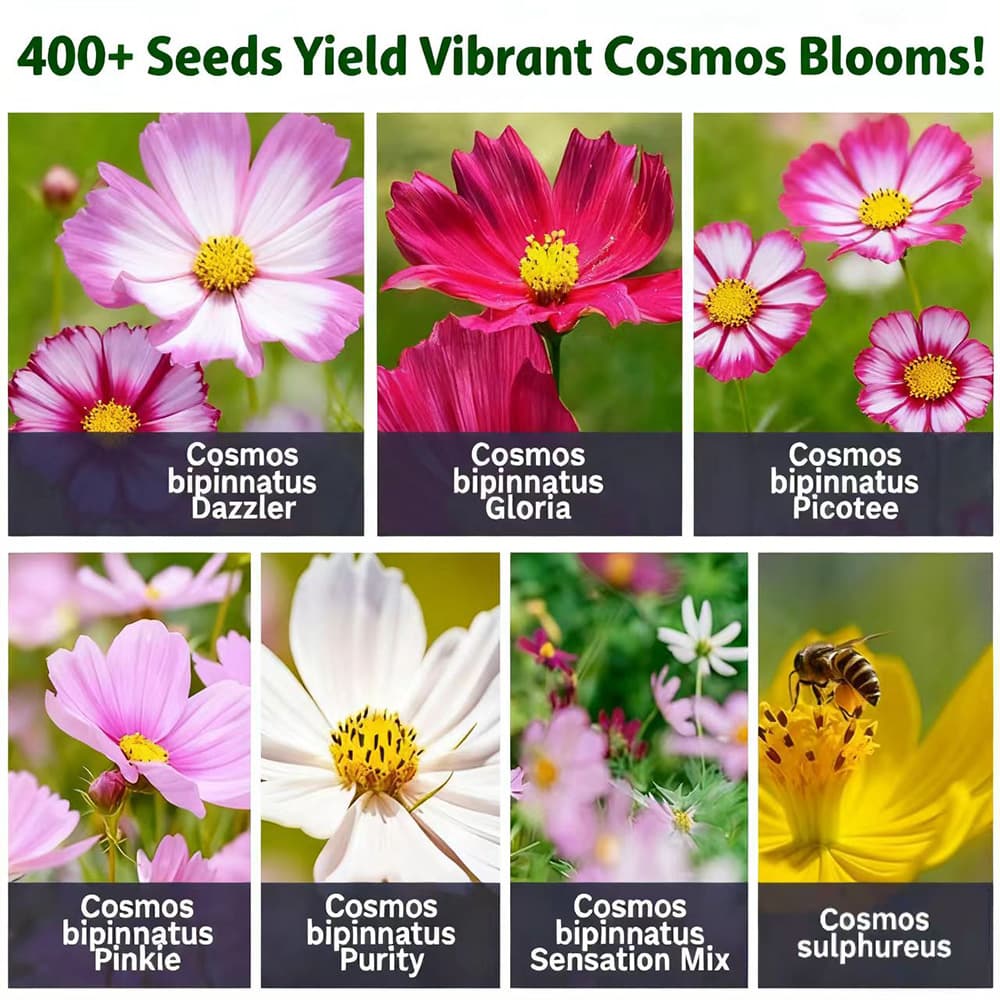 400+ Seeds Yield Vibrant Cosmos Blooms!
Cosmos
bipinnatus
Dazzler
Cosmos
bipinnatus
Gloria
Cosmos
bipinnatus
Picotee
Cosmos
bipinnatus
Pinkie
Cosmos
bipinnatus
Purity
Cosmos
bipinnatus
Sensation Mix
Cosmos
sulphureus